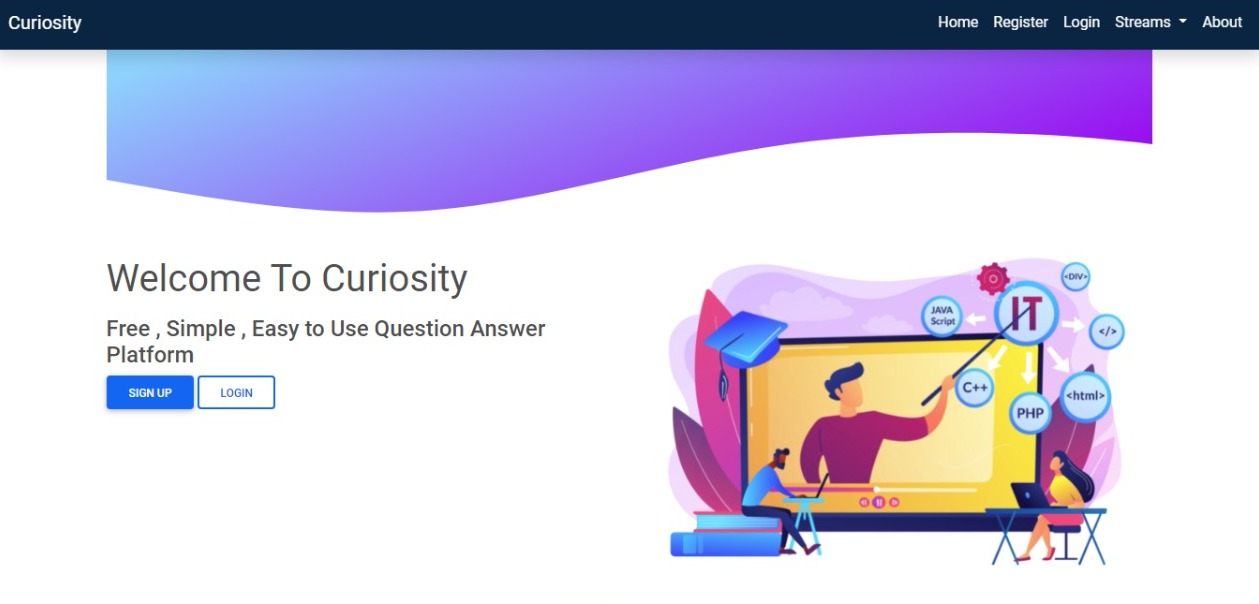 Curiosity
Home Register Login Streams About
Welcome To Curiosity
Free , Simple , Easy to Use Question Answer
Platform
SIGN UP LOGIN
<DIV>
IT
JAVA
Script
</>
C++
<html>
PHP